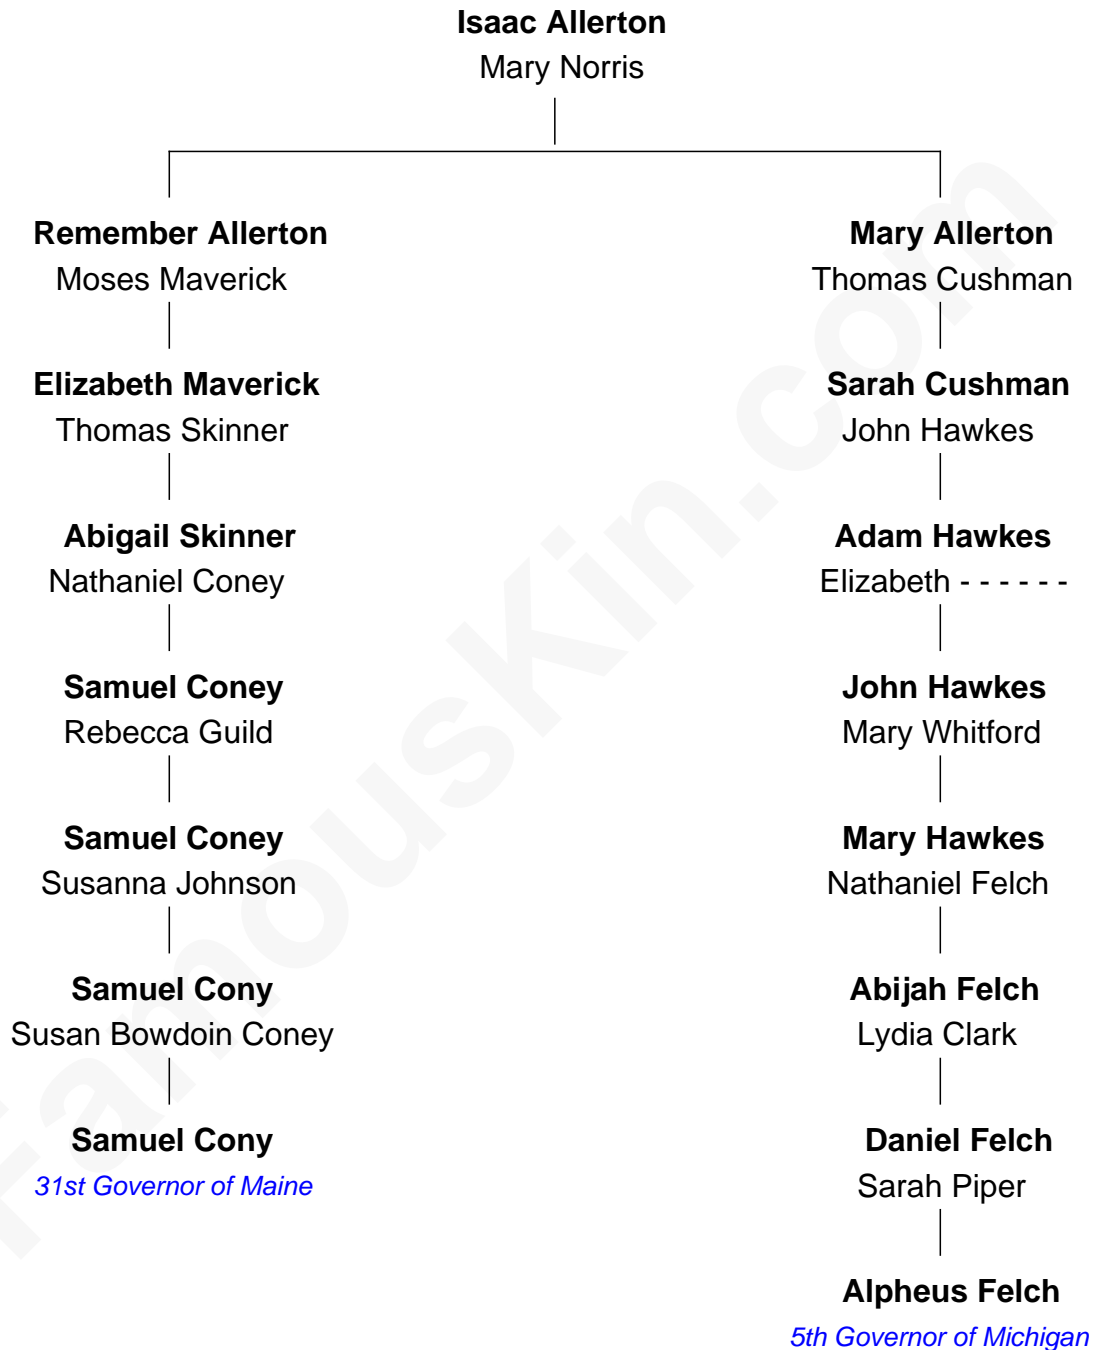 Isaac Allerton
Mary Norris
Remember Allerton
Moses Maverick
Elizabeth Maverick
Thomas Skinner
Abigail Skinner
Nathaniel Coney
Samuel Coney
Rebecca Guild
Samuel Coney
Susanna Johnson
Samuel Cony
Susan Bowdoin Coney
Samuel Cony
31st Governor of Maine
Mary Allerton
Thomas Cushman
Sarah Cushman
John Hawkes
Adam Hawkes
Elizabeth - - - - - -
John Hawkes
Mary Whitford
Mary Hawkes
Nathaniel Felch
Abijah Felch
Lydia Clark
Daniel Felch
Sarah Piper
Alpheus Felch
5th Governor of Michigan
FamousKin.com